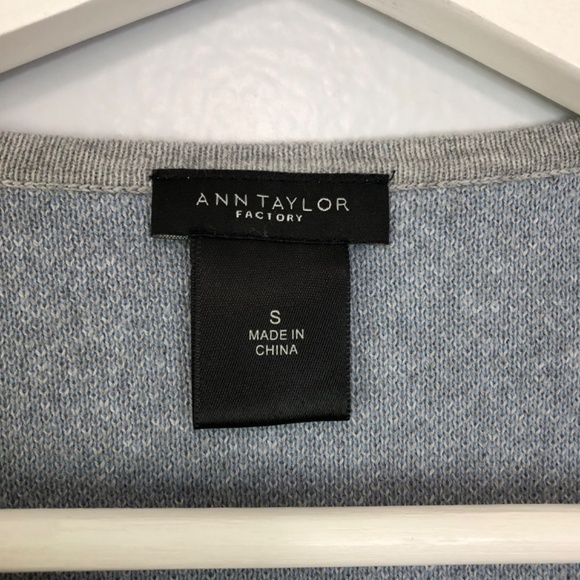 ANN TAYLOR
FACTORY
S
MADE IN
CHINA